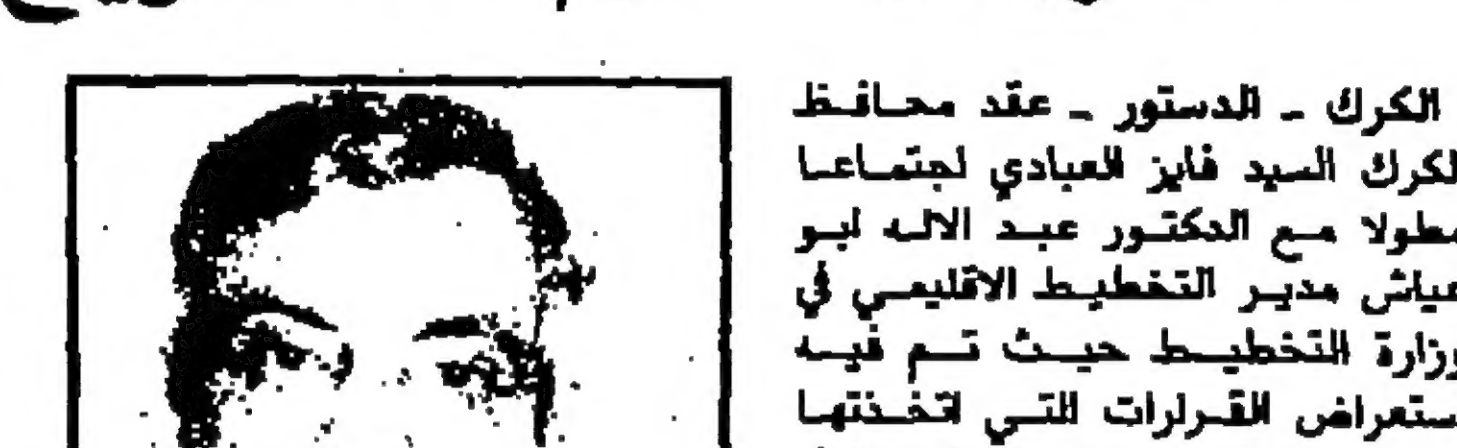 الكرك ـ الدستور ـ عقد محافظ
الكرك السيد فايز العبادي اجتماعا
مطولا مع الدكتور عبد الاله ابو
عياش مدير التخطيط الاقليمي في
وزارة التخطيط حيث تم فيه
استعراض القرارات التي اتخذتها